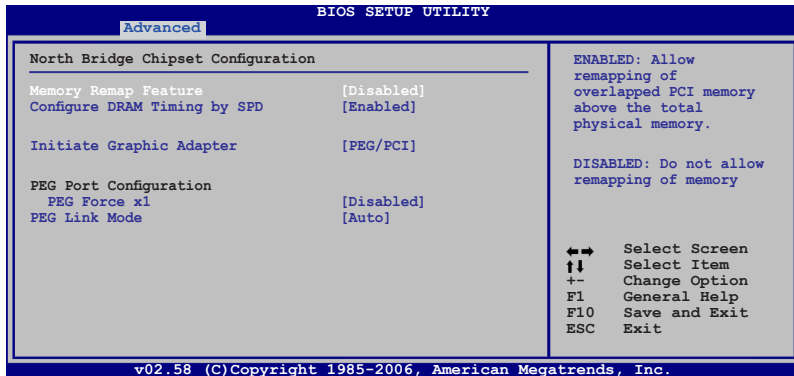 BIOS SETUP UTILITY
Advanced
North Bridge Chipset Configuration
Memory Remap Feature [Disabled]
Configure DRAM Timing by SPD [Enabled]
Initiate Graphic Adapter [PEG/PCI]
PEG Port Configuration
PEG Force x1 [Disabled]
PEG Link Mode [Auto]
ENABLED: Allow
remapping of
overlapped PCI memory
above the total
physical memory.
DISABLED: Do not allow
remapping of memory
←→ Select Screen
↑↓ Select Item
+- Change Option
F1 General Help
F10 Save and Exit
ESC Exit
v02.58 (C)Copyright 1985-2006, American Megatrends, Inc.